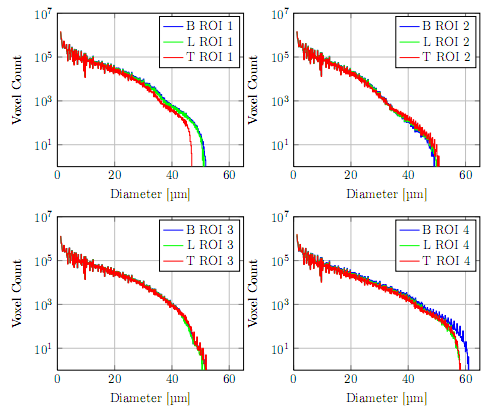 10^7
10^5
10^3
10^1
Voxel Count
B ROI 1
L ROI 1
T ROI 1
0 20 40 60
Diameter [µm]
10^7
10^5
10^3
10^1
Voxel Count
B ROI 2
L ROI 2
T ROI 2
0 20 40 60
Diameter [µm]
10^7
10^5
10^3
10^1
Voxel Count
B ROI 3
L ROI 3
T ROI 3
0 20 40 60
Diameter [µm]
10^7
10^5
10^3
10^1
Voxel Count
B ROI 4
L ROI 4
T ROI 4
0 20 40 60
Diameter [µm]